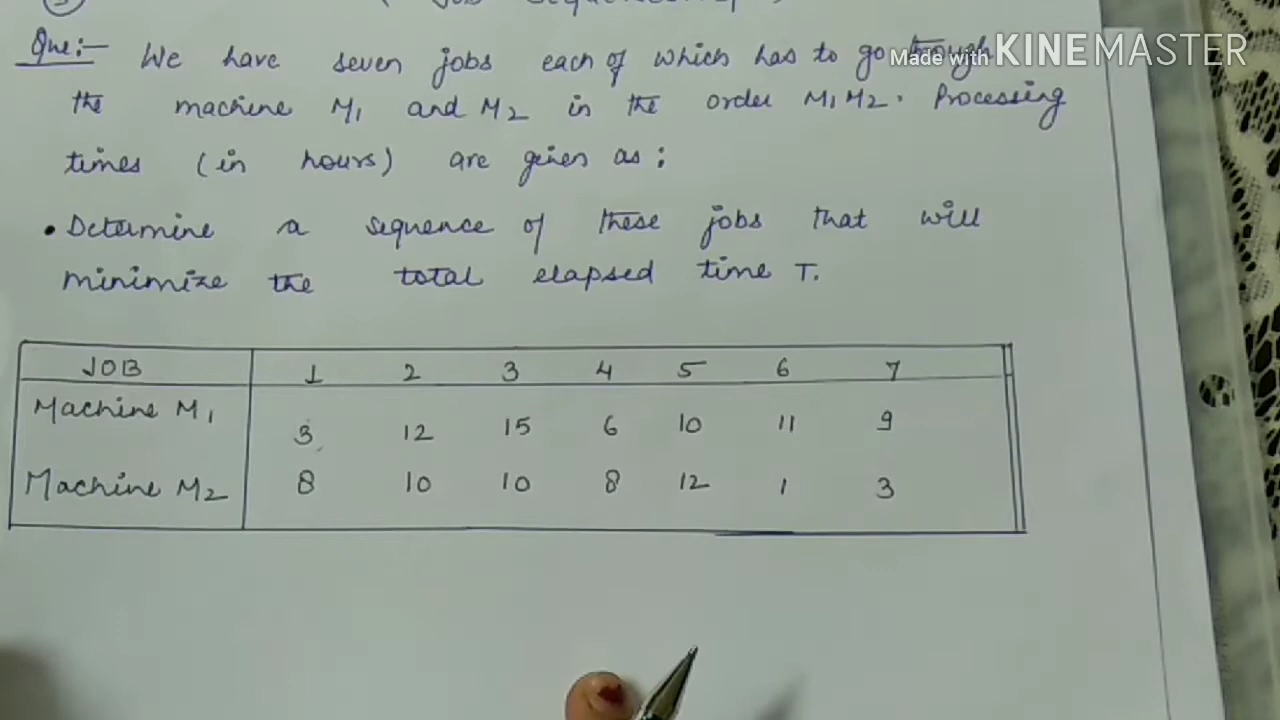 Que:- We have seven jobs each of which has to go through
Made with KINEMASTER
the machine M1 and M2 in the order M1 M2. Processing
times (in hours) are given as:
• Determine a sequence of these jobs that will
minimize the total elapsed time T.
JOB 1 2 3 4 5 6 7
Machine M1 3 12 15 6 10 11 9
Machine M2 8 10 10 8 12 1 3